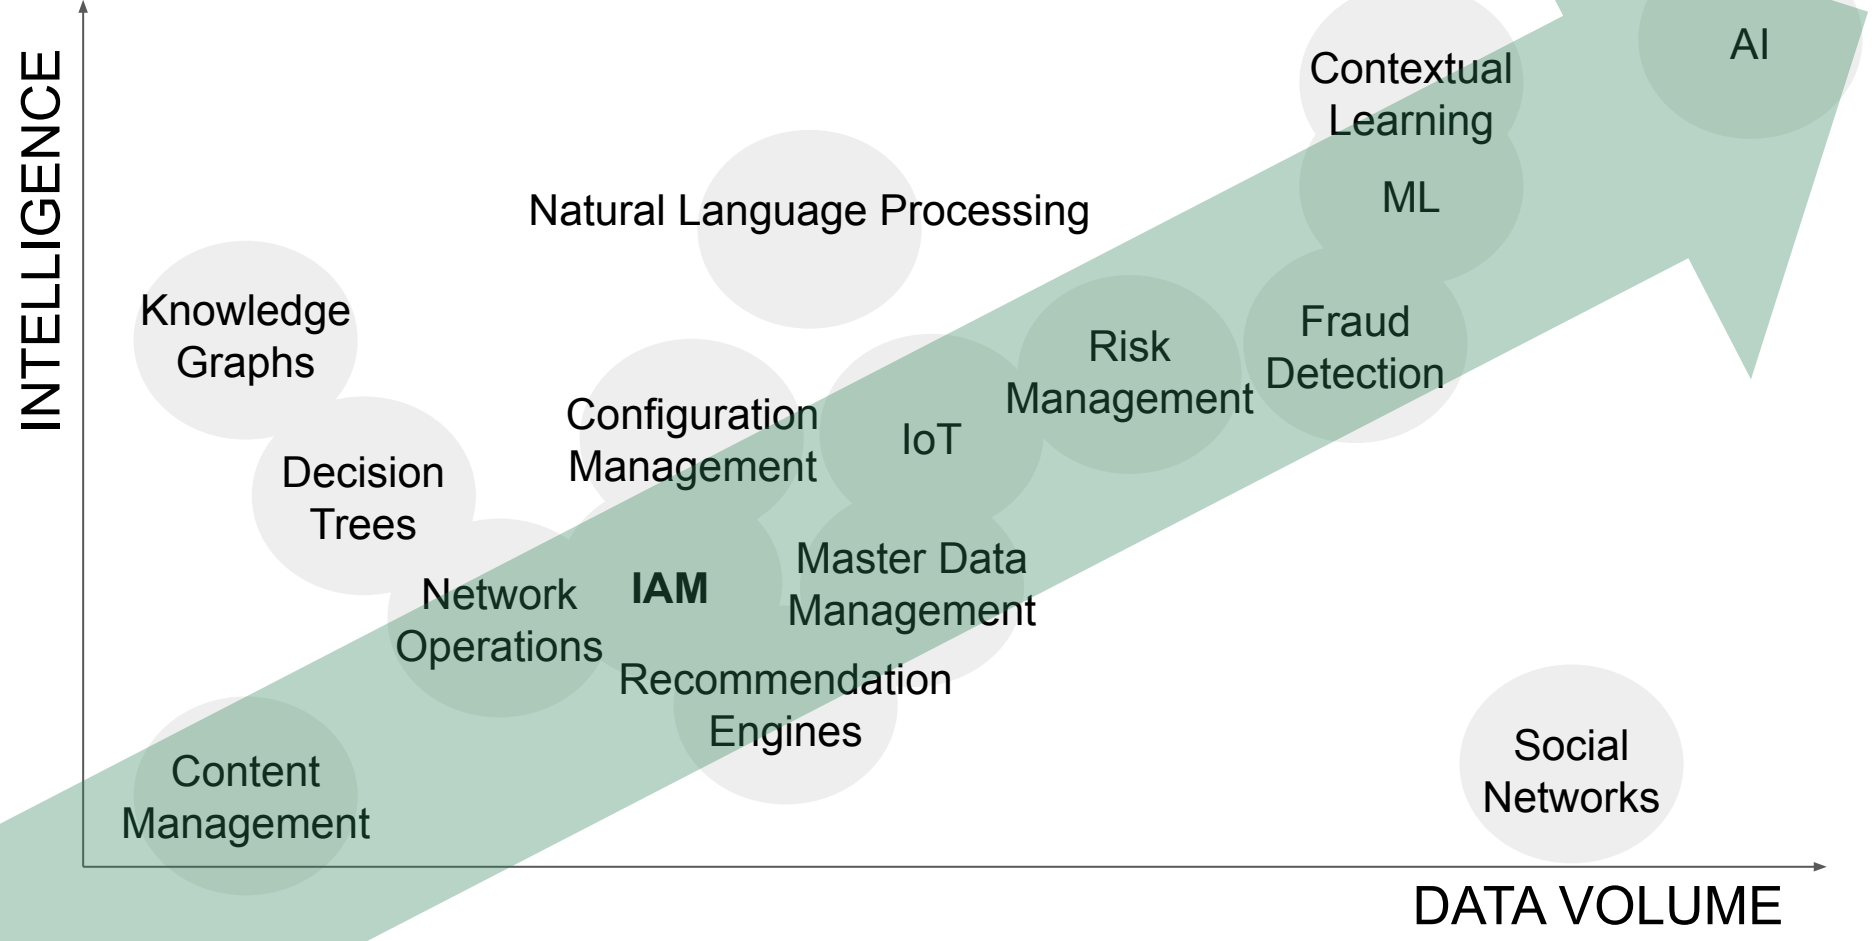 INTELLIGENCE
AI
Contextual
Learning
ML
Natural Language Processing
Knowledge
Graphs
Risk
Management
Fraud
Detection
Configuration
Management
IoT
Decision
Trees
Network
Operations
IAM
Master Data
Management
Recommendation
Engines
Content
Management
Social
Networks
DATA VOLUME